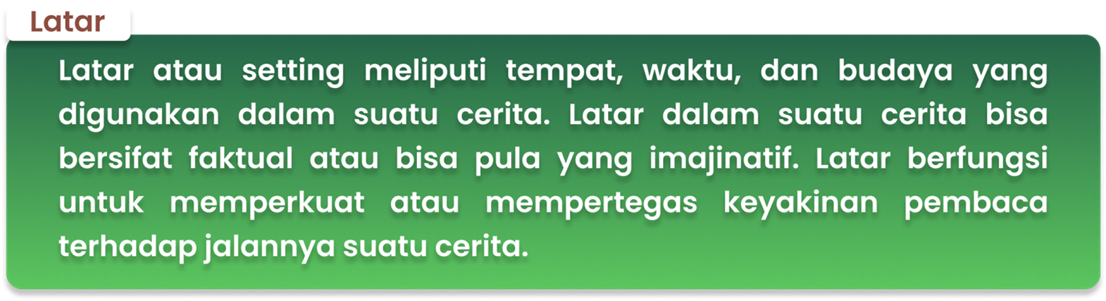 Latar
Latar atau setting meliputi tempat, waktu, dan budaya yang
digunakan dalam suatu cerita. Latar dalam suatu cerita bisa
bersifat faktual atau bisa pula yang imajinatif. Latar berfungsi
untuk memperkuat atau mempertegas keyakinan pembaca
terhadap jalannya suatu cerita.